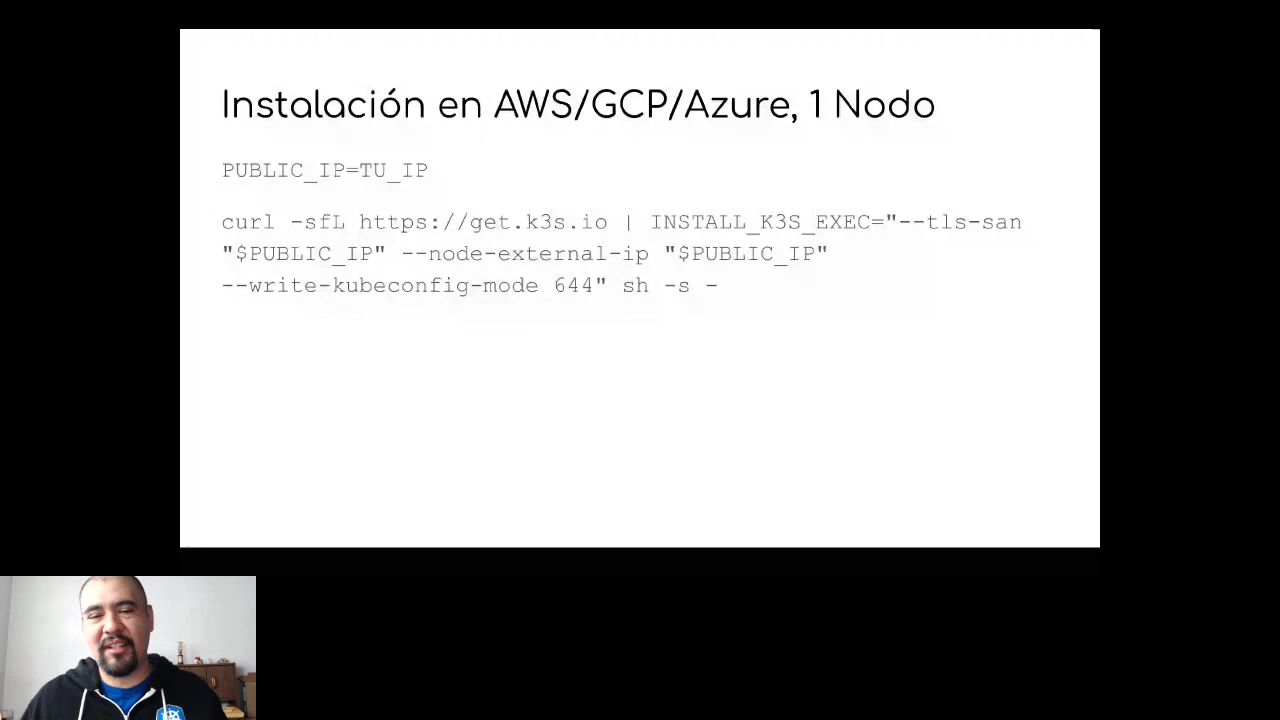 Instalación en AWS/GCP/Azure, 1 Nodo
PUBLIC_IP=TU_IP
curl -sfL https://get.k3s.io | INSTALL_K3S_EXEC="--tls-san
"$PUBLIC_IP" --node-external-ip "$PUBLIC_IP"
--write-kubeconfig-mode 644" sh -s -